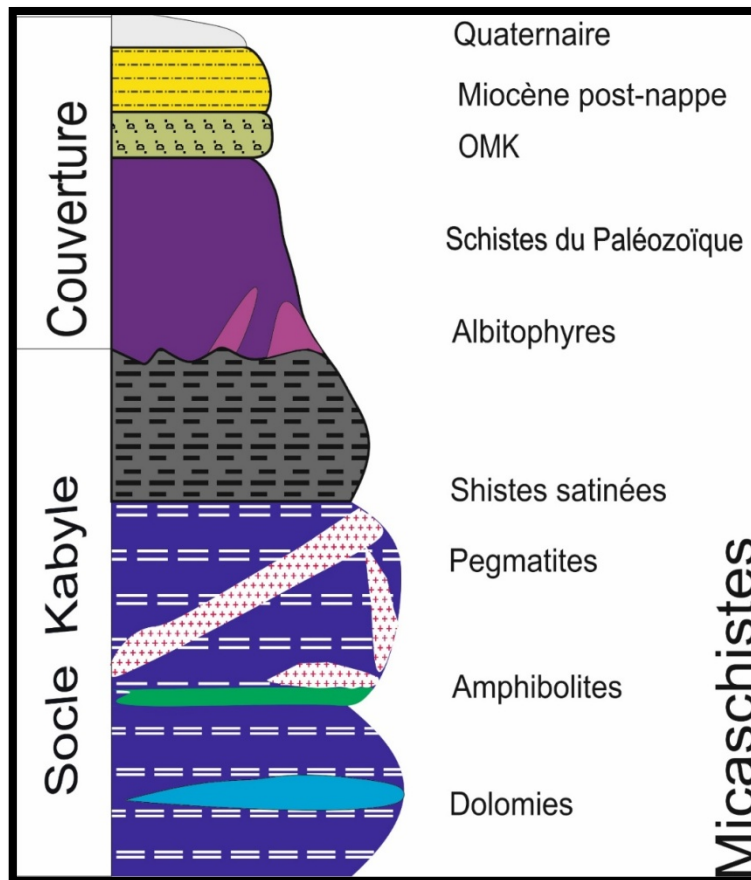 Couverture
Socle Kabyle
Quaternaire
Miocène post-nappe
OMK
Schistes du Paléozoïque
Albitophyres
Shistes satinées
Pegmatites
Amphibolites
Dolomies
Micaschistes